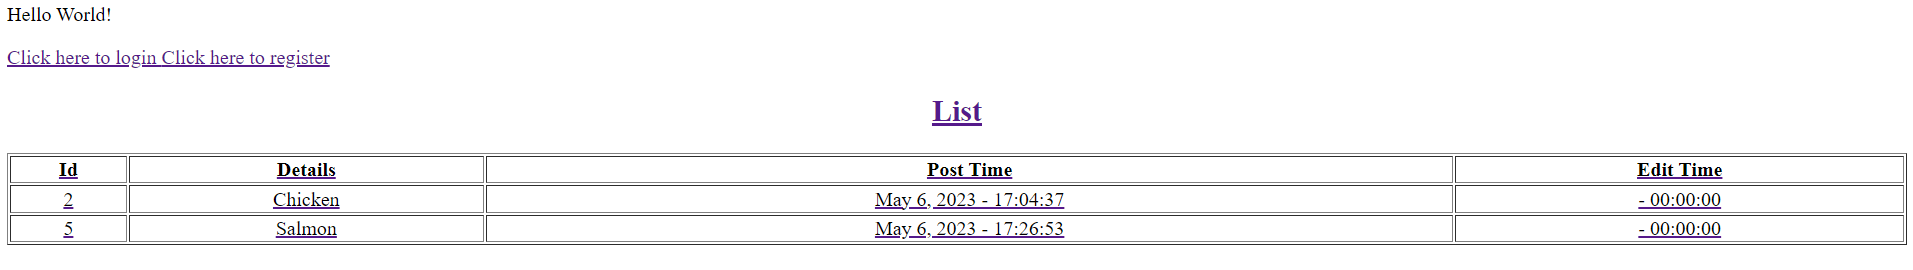 Hello World!
Click here to login Click here to register
List
Id Details Post Time Edit Time
2 Chicken May 6, 2023 - 17:04:37 - 00:00:00
5 Salmon May 6, 2023 - 17:26:53 - 00:00:00